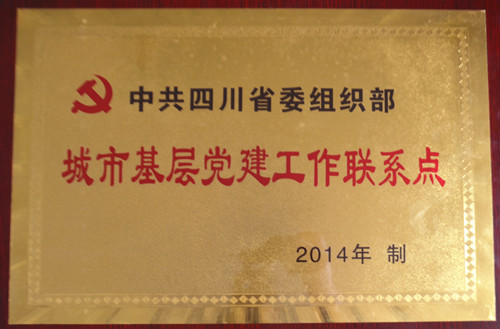 中共四川省委组织部
城市基层党建工作联系点
2014年 制